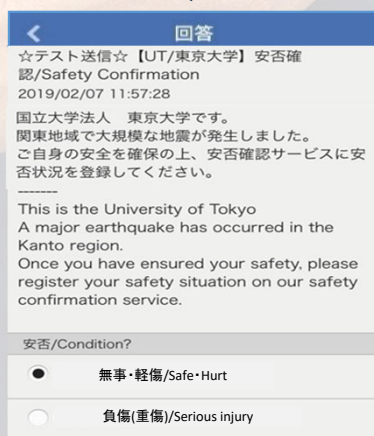 回答
☆テスト送信☆【UT/東京大学】安否確
認/Safety Confirmation
2019/02/07 11:57:28
国立大学法人　東京大学です。
関東地域で大規模な地震が発生しました。
ご自身の安全を確保の上、安否確認サービスに安
否状況を登録してください。
-------
This is the University of Tokyo
A major earthquake has occurred in the
Kanto region.
Once you have ensured your safety, please
register your safety situation on our safety
confirmation service.
安否/Condition?
無事・軽傷/Safe・Hurt
負傷(重傷)/Serious injury